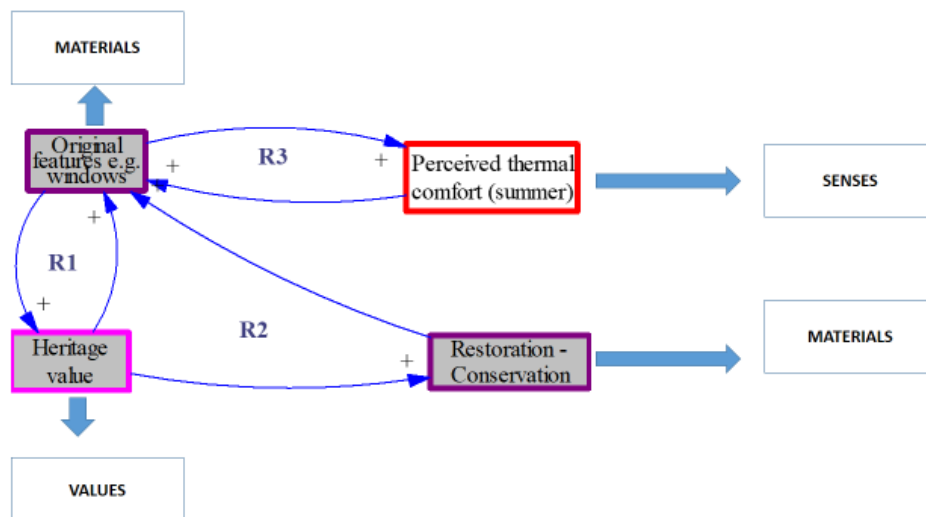 MATERIALS
Original
features e.g.
windows
+
R3
+
Perceived thermal
comfort (summer)
SENSES
+
+
R1
+
Heritage
value
R2
+
Restoration -
Conservation
MATERIALS
VALUES